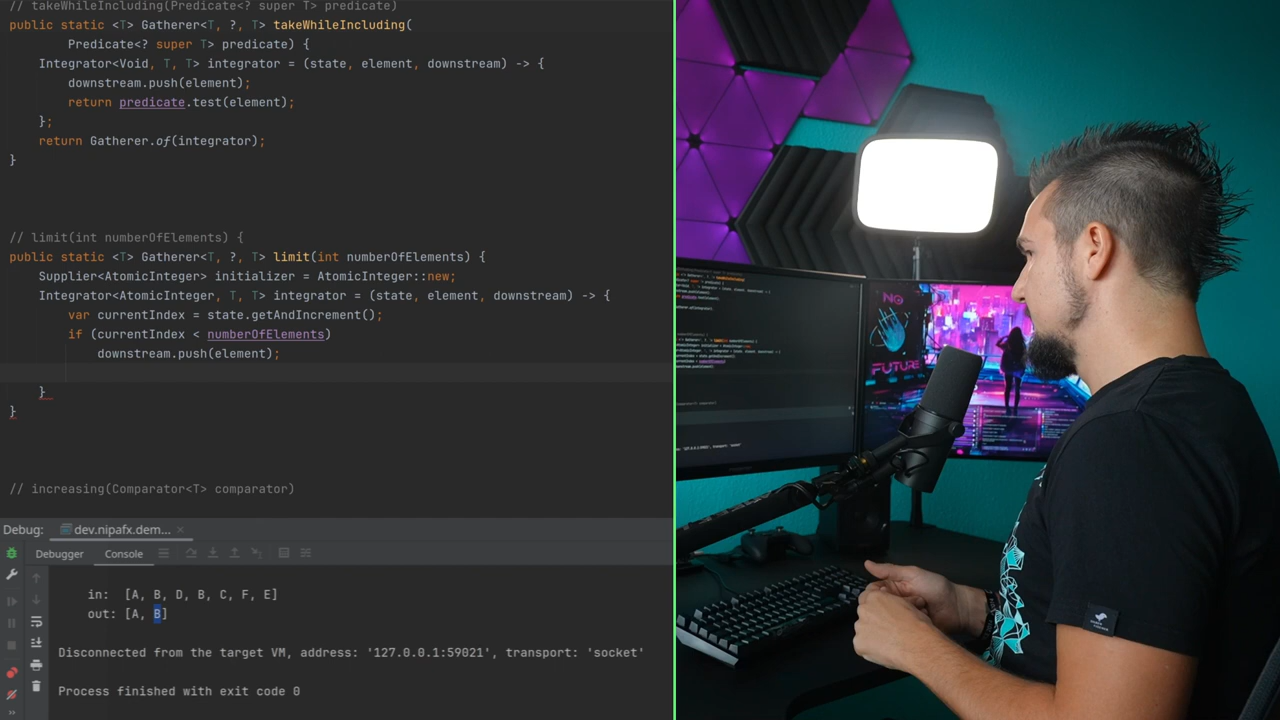 // takeWhileIncluding(Predicate<? super T> predicate)
public static <T> Gatherer<T, ?, T> takeWhileIncluding(
        Predicate<? super T> predicate) {
    Integrator<Void, T, T> integrator = (state, element, downstream) -> {
        downstream.push(element);
        return predicate.test(element);
    };
    return Gatherer.of(integrator);
}
// limit(int numberOfElements) {
public static <T> Gatherer<T, ?, T> limit(int numberOfElements) {
    Supplier<AtomicInteger> initializer = AtomicInteger::new;
    Integrator<AtomicInteger, T, T> integrator = (state, element, downstream) -> {
        var currentIndex = state.getAndIncrement();
        if (currentIndex < numberOfElements)
            downstream.push(element);
    }
}
// increasing(Comparator<T> comparator)
Debug: dev.nipafx.dem... ×
Debugger Console
in: [A, B, D, B, C, F, E]
out: [A, B]
Disconnected from the target VM, address: '127.0.0.1:59021', transport: 'socket'
Process finished with exit code 0
NO
FUTURE